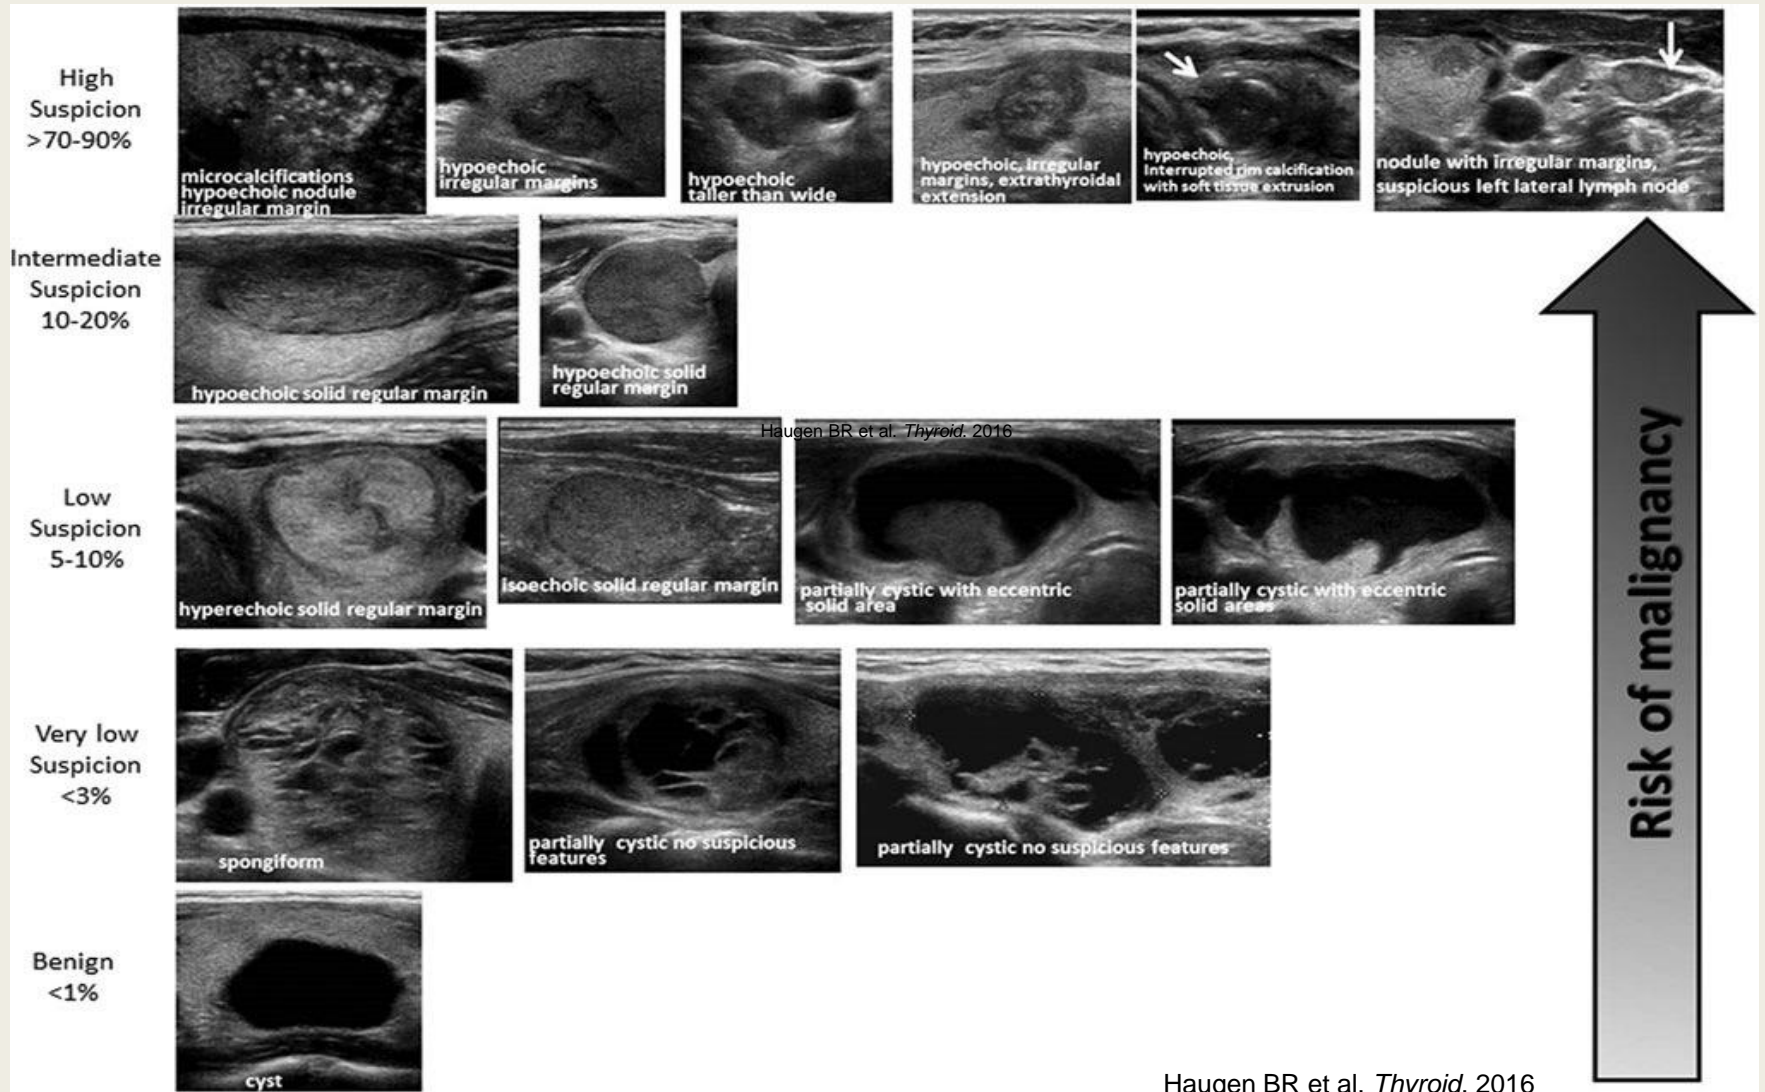 High
Suspicion
>70-90%
microcalcifications
hypoechoic nodule
irregular margin
hypoechoic
irregular margins
hypoechoic
taller than wide
hypoechoic, irregular
margins, extrathyroidal
extension
hypoechoic,
Interrupted rim calcification
with soft tissue extrusion
nodule with irregular margins,
suspicious left lateral lymph node
Intermediate
Suspicion
10-20%
hypoechoic solid regular margin
hypoechoic solid
regular margin
Haugen BR et al. Thyroid. 2016
Low
Suspicion
5-10%
hyperechoic solid regular margin
isoechoic solid regular margin
partially cystic with eccentric
solid area
partially cystic with eccentric
solid areas
Very low
Suspicion
<3%
spongiform
partially cystic no suspicious
features
partially cystic no suspicious features
Benign
<1%
cyst
Risk of malignancy
Haugen BR et al. Thyroid. 2016